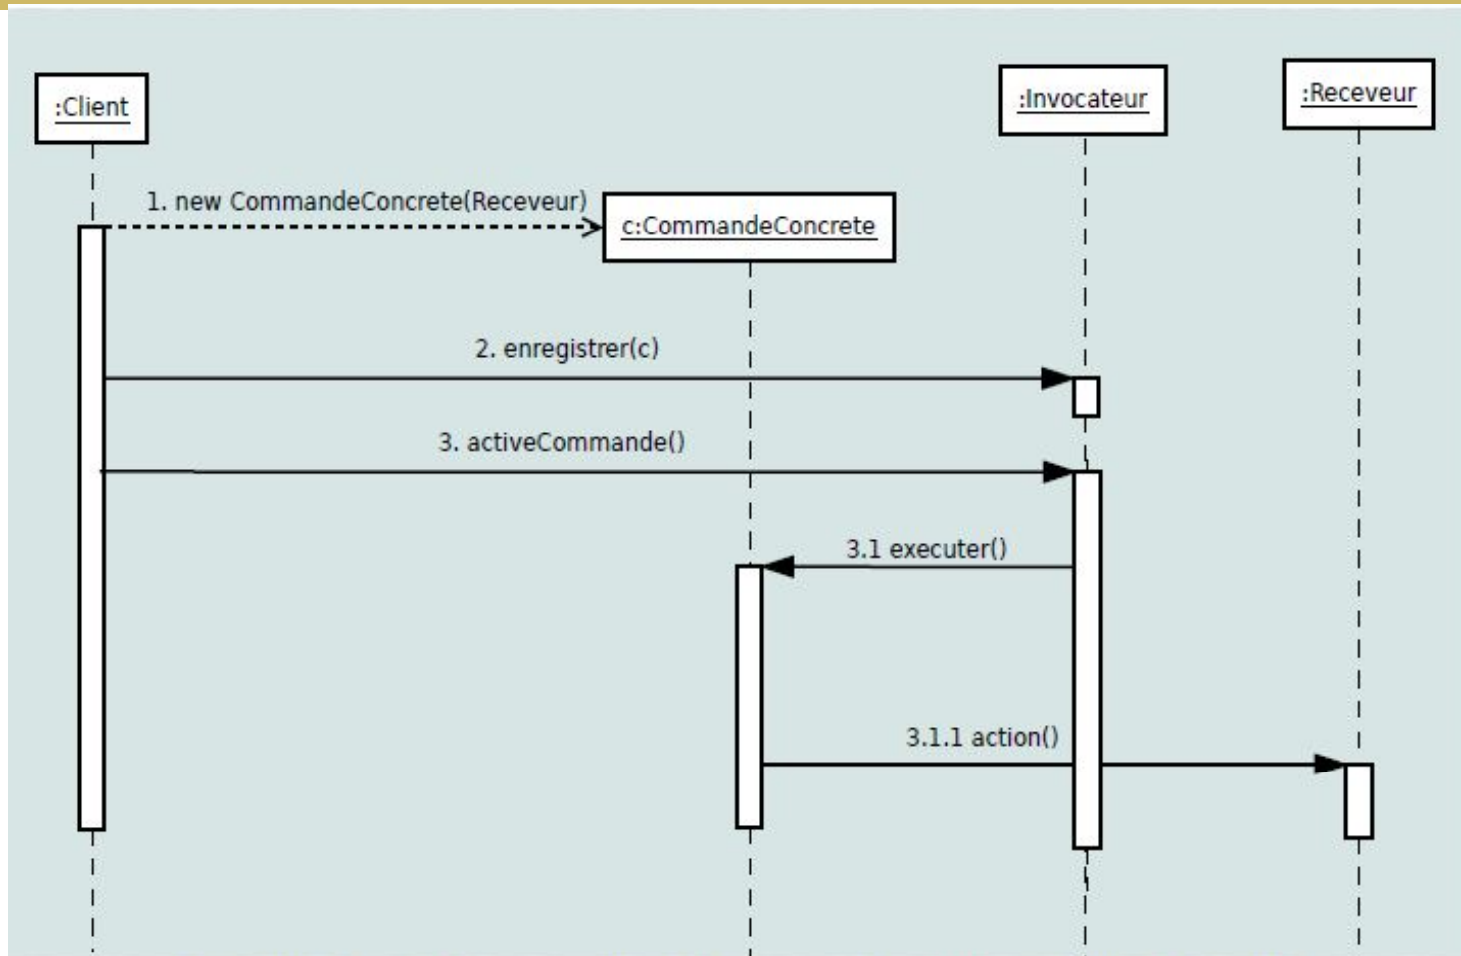 :Client
:Invocateur
:Receveur
1. new CommandeConcrete(Receveur)
c:CommandeConcrete
2. enregistrer(c)
3. activeCommande()
3.1 executer()
3.1.1 action()